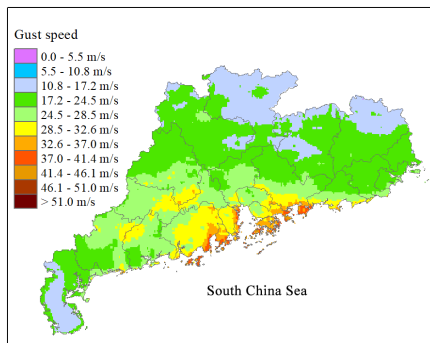 Gust speed
0.0 - 5.5 m/s
5.5 - 10.8 m/s
10.8 - 17.2 m/s
17.2 - 24.5 m/s
24.5 - 28.5 m/s
28.5 - 32.6 m/s
32.6 - 37.0 m/s
37.0 - 41.4 m/s
41.4 - 46.1 m/s
46.1 - 51.0 m/s
> 51.0 m/s
South China Sea